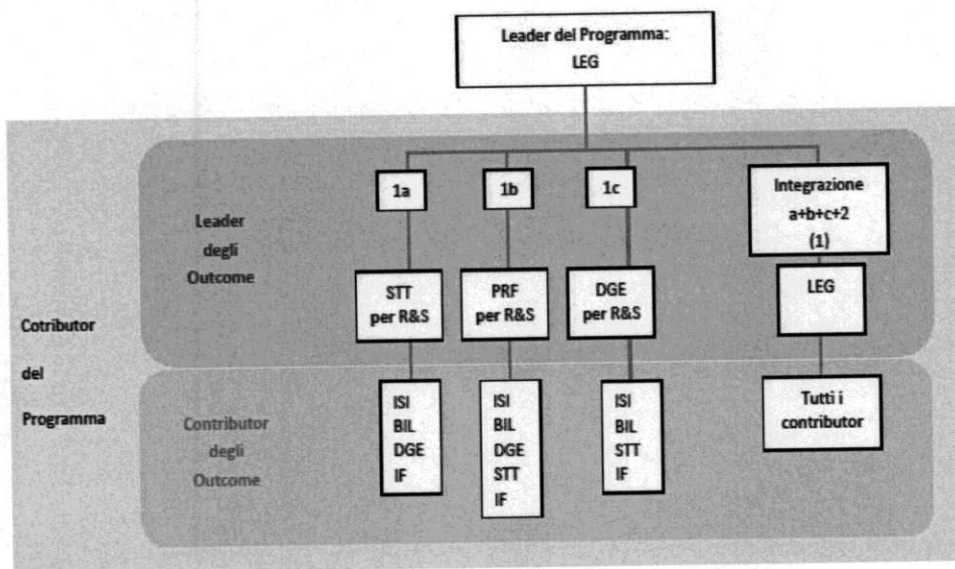 Leader del Programma:
LEG
1a
1b
1c
Integrazione
a+b+c+2
(1)
Leader
degli
Outcome
STT
per R&S
PRF
per R&S
DGE
per R&S
LEG
Cotributor
del
Programma
Contributor
degli
Outcome
ISI
BIL
DGE
IF
ISI
BIL
DGE
STT
IF
ISI
BIL
STT
IF
Tutti i
contributor